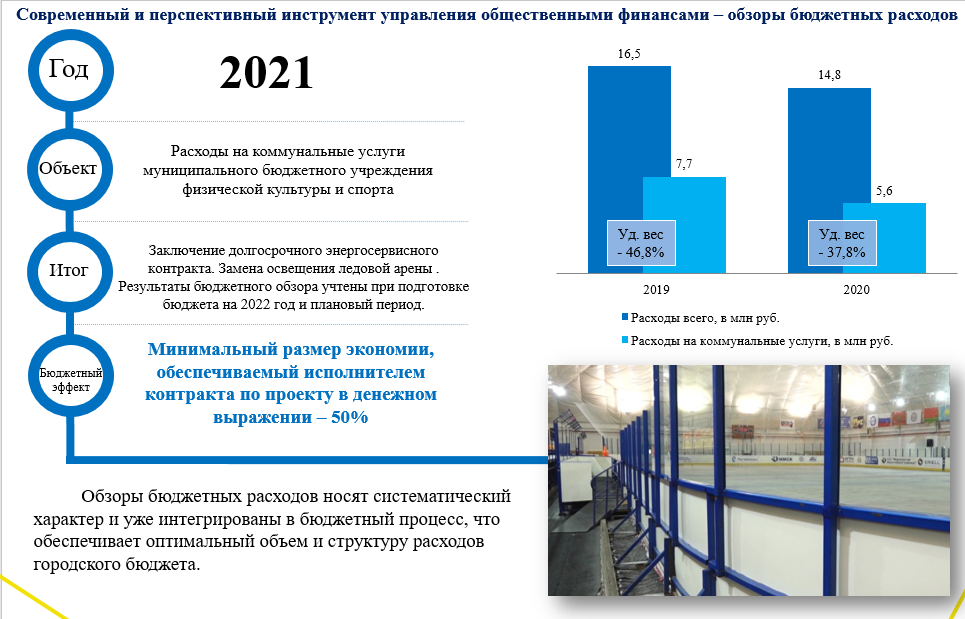 Современный и перспективный инструмент управления общественными финансами – обзоры бюджетных расходов
Год
2021
Объект
Расходы на коммунальные услуги
муниципального бюджетного учреждения
физической культуры и спорта
Итог
Заключение долгосрочного энергосервисного
контракта. Замена освещения ледовой арены .
Результаты бюджетного обзора учтены при подготовке
бюджета на 2022 год и плановый период.
Бюджетный
эффект
Минимальный размер экономии,
обеспечиваемый исполнителем
контракта по проекту в денежном
выражении – 50%
16,5
7,7
Уд. вес
- 46,8%
14,8
5,6
Уд. вес
- 37,8%
2019
2020
Расходы всего, в млн руб.
Расходы на коммунальные услуги, в млн руб.
Обзоры бюджетных расходов носят систематический
характер и уже интегрированы в бюджетный процесс, что
обеспечивает оптимальный объем и структуру расходов
городского бюджета.